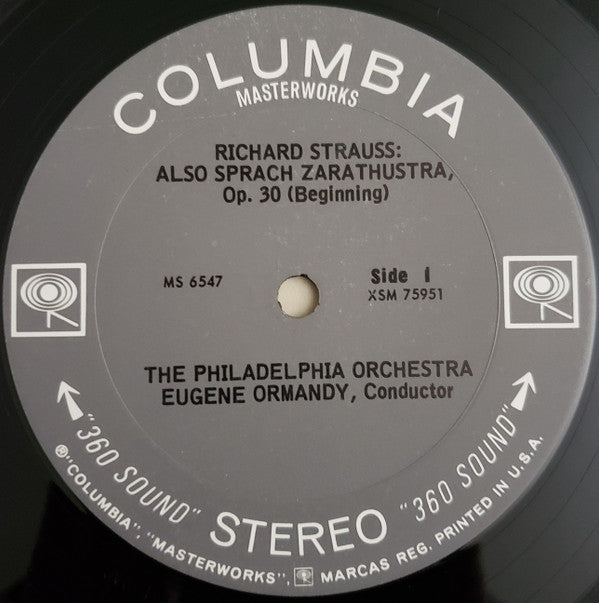 COLUMBIA
MASTERWORKS
RICHARD STRAUSS:
ALSO SPRACH ZARATHUSTRA,
Op. 30 (Beginning)
MS 6547
Side 1
XSM 75951
THE PHILADELPHIA ORCHESTRA
EUGENE ORMANDY, Conductor
"360 SOUND" STEREO "360 SOUND"
®"COLUMBIA", "MASTERWORKS", MARCAS REG. PRINTED IN U.S.A.